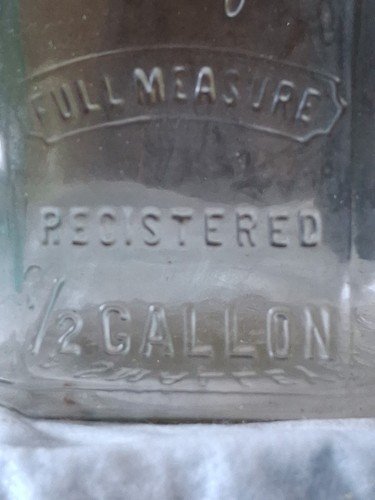 FULL MEASURE
REGISTERED
1/2 GALLON